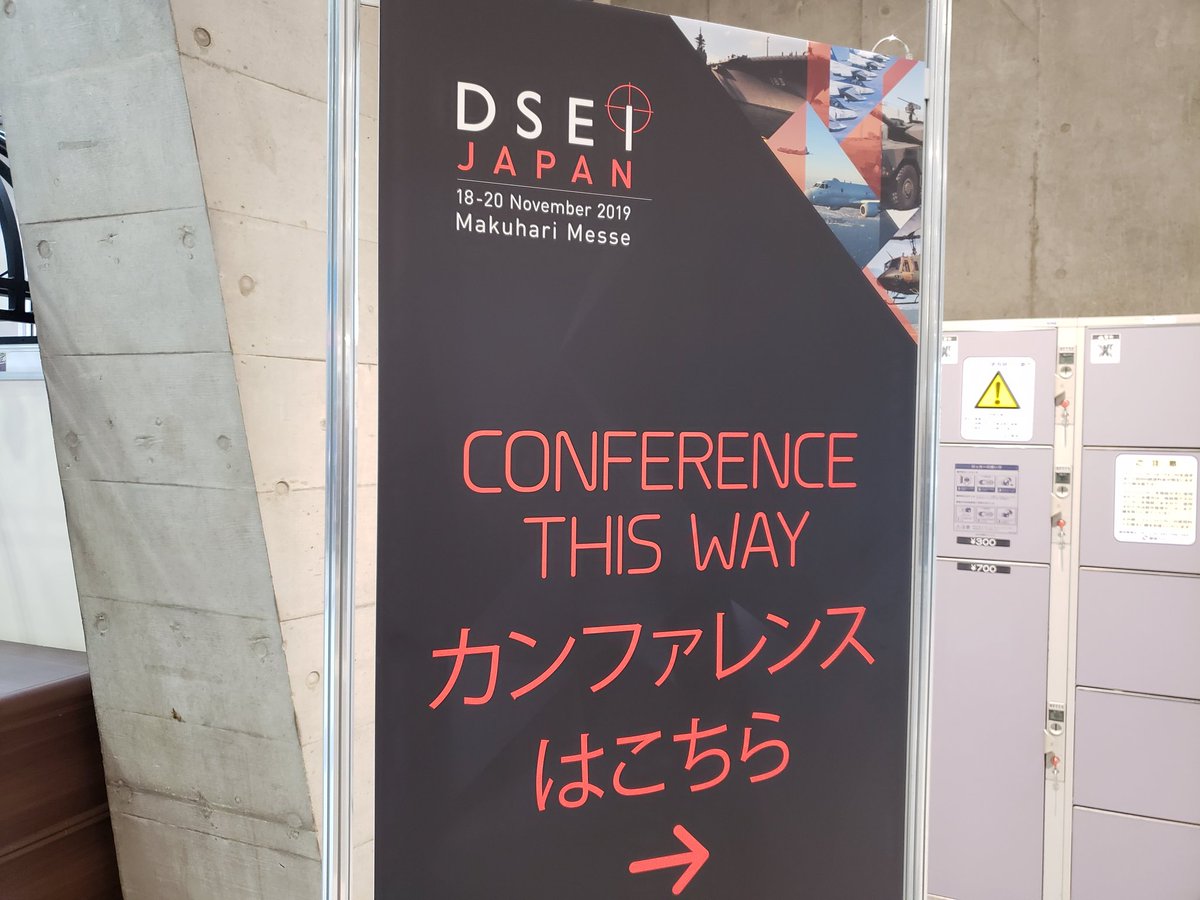 DSEI
JAPAN
18-20 November 2019
Makuhari Messe
CONFERENCE
THIS WAY
カンファレンス
はこちら
→
¥300
¥700